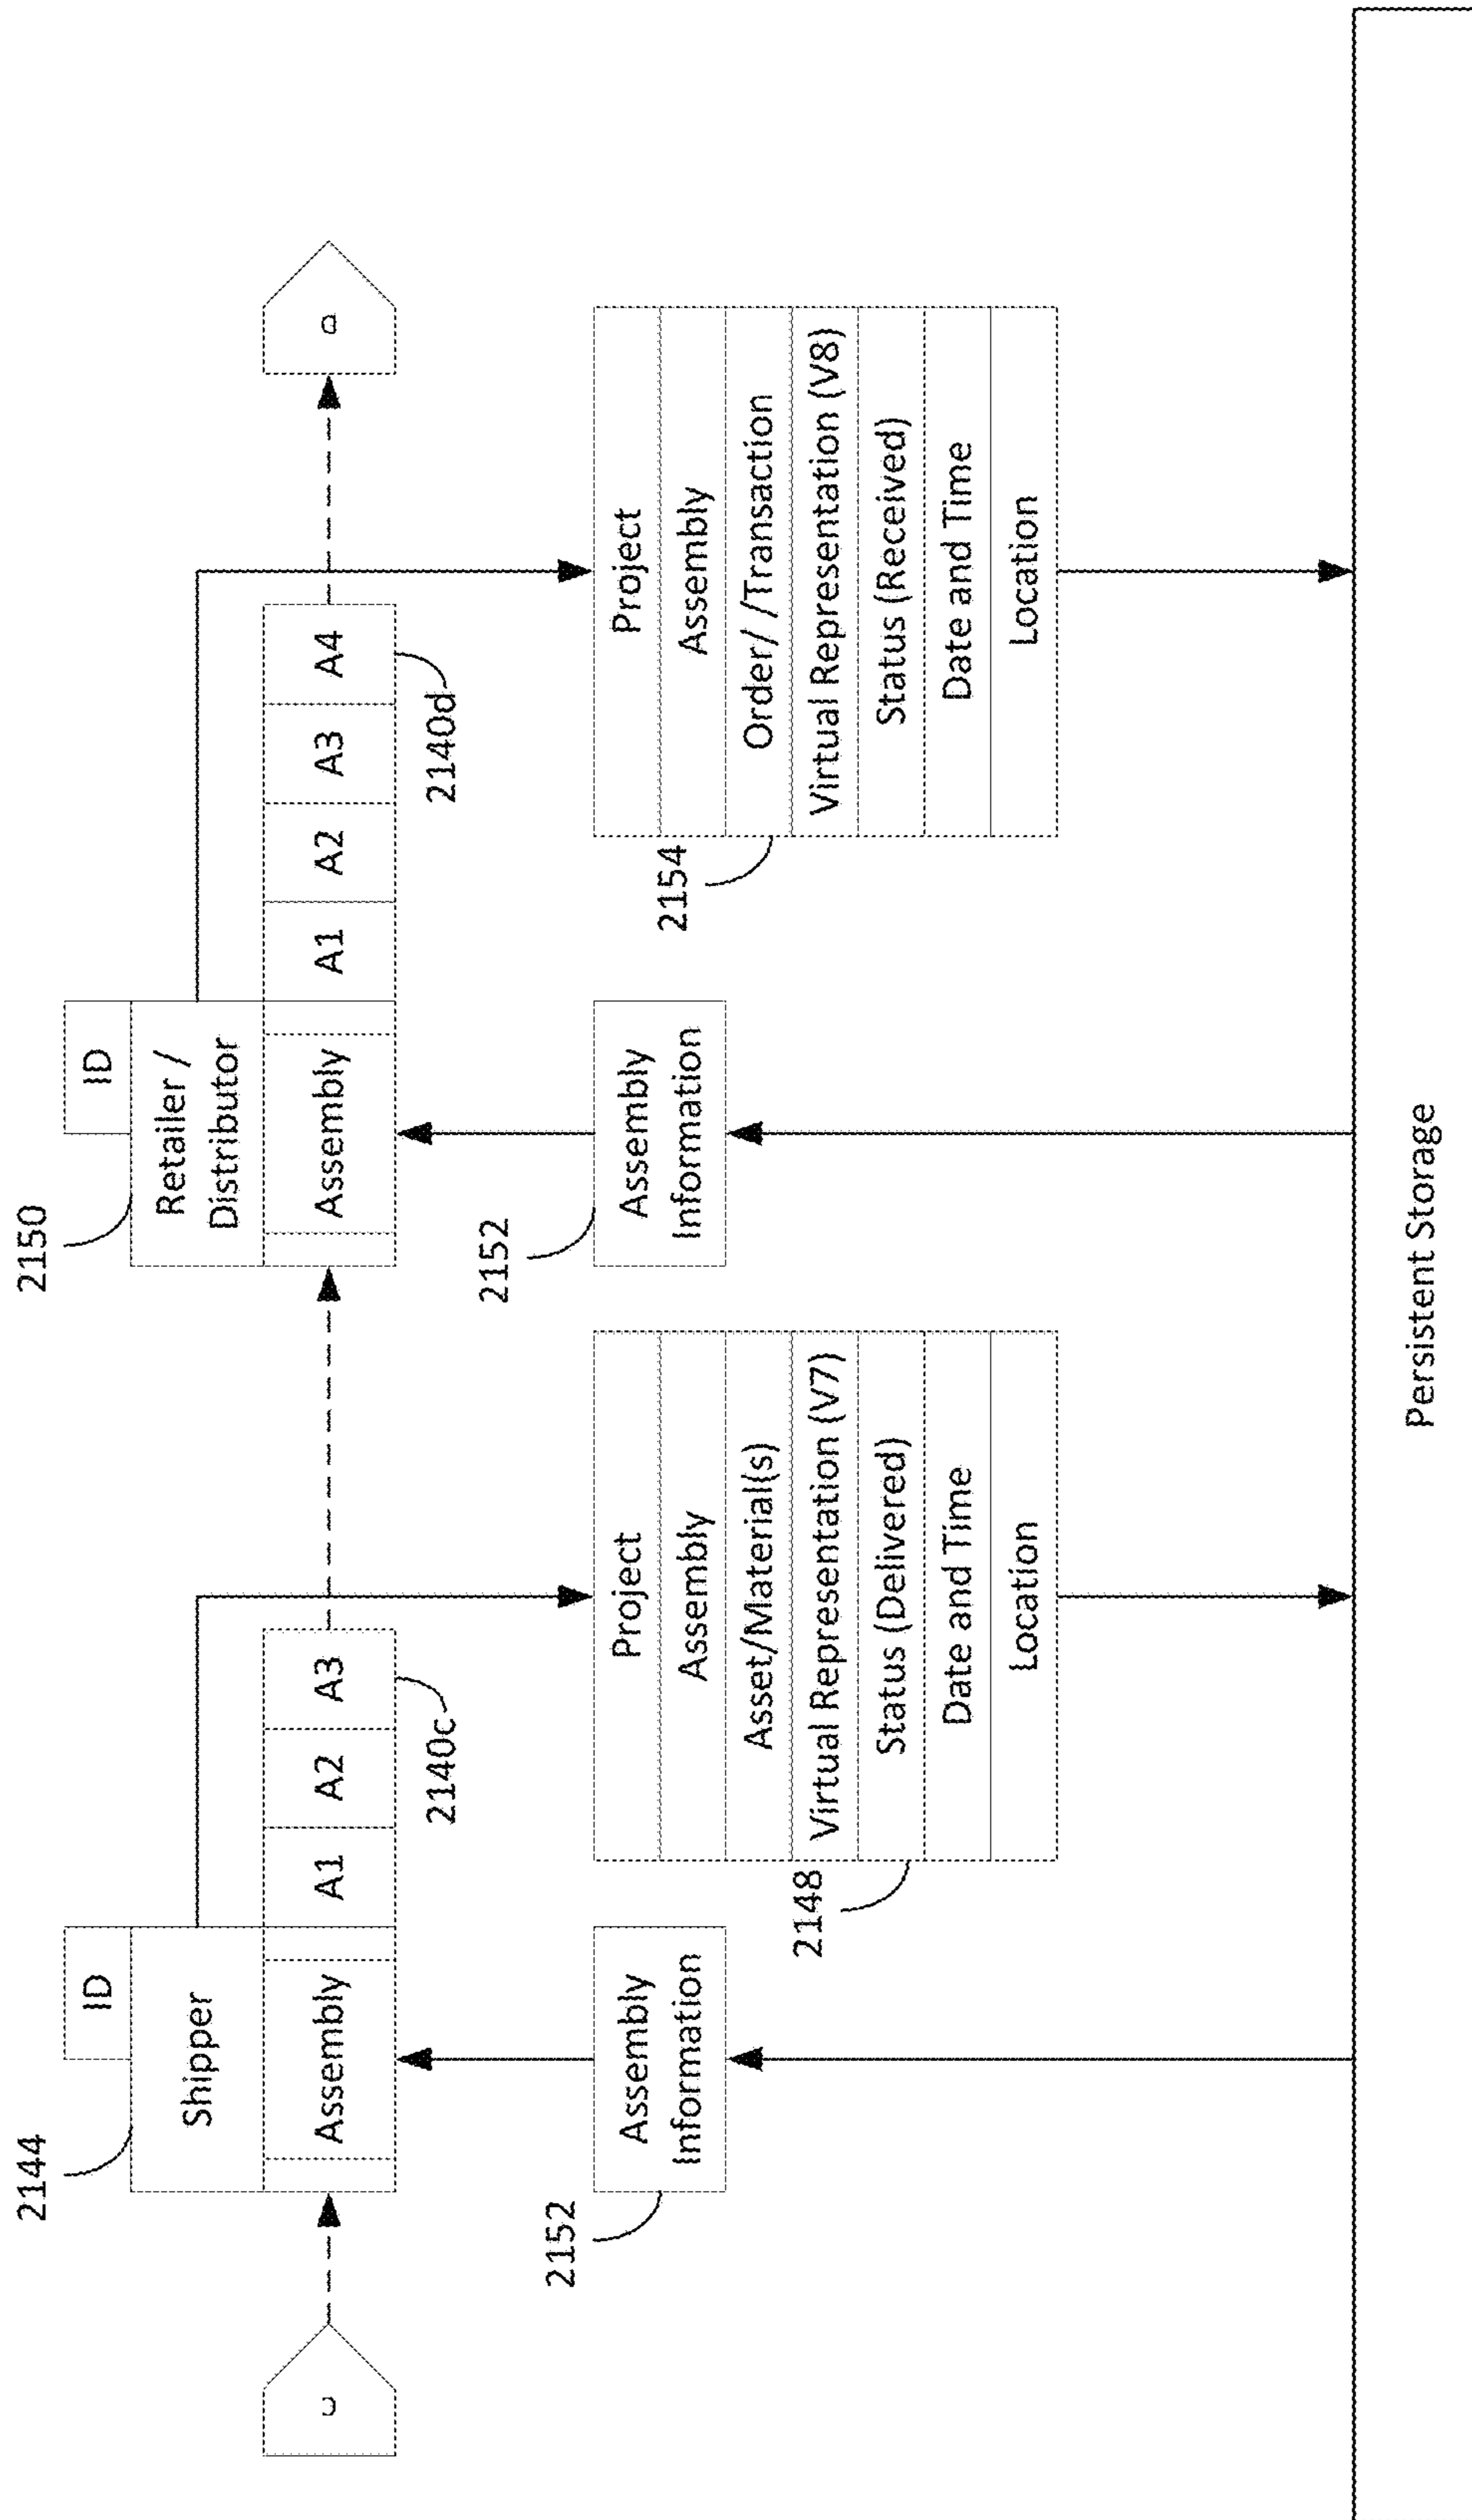 2144
ID
Shipper
c
Assembly
A1
A2
A3
2140c
2152
Assembly
Information
2148
Project
Assembly
Asset/Material(s)
Virtual Representation (V7)
Status (Delivered)
Date and Time
Location
2150
ID
Retailer /
Distributor
Assembly
A1
A2
A3
A4
2140d
d
2152
Assembly
Information
2154
Project
Assembly
Order/ /Transaction
Virtual Representation (V8)
Status (Received)
Date and Time
Location
Persistent Storage